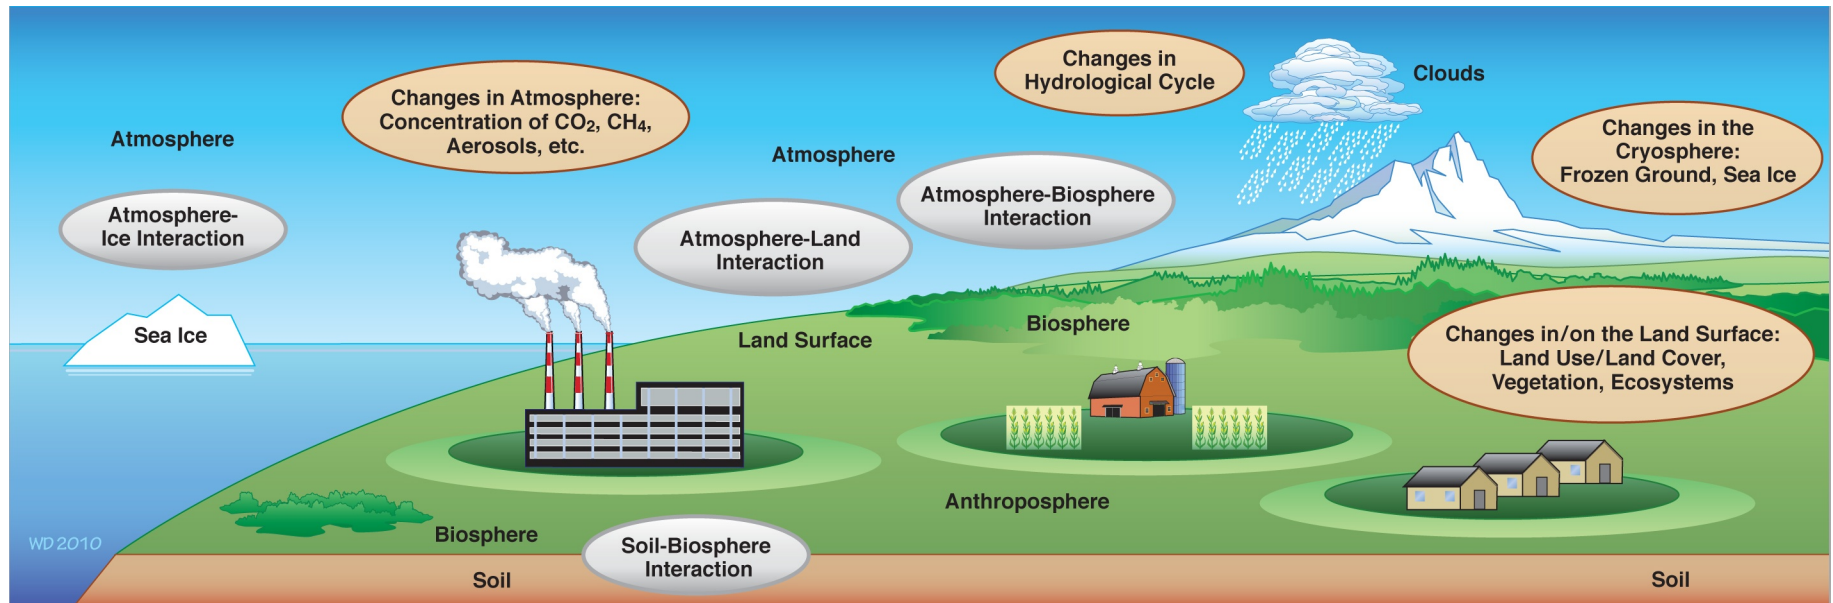 Changes in
Hydrological Cycle
Clouds
Changes in Atmosphere:
Concentration of CO₂, CH₄,
Aerosols, etc.
Atmosphere
Atmosphere
Changes in the
Cryosphere:
Frozen Ground, Sea Ice
Atmosphere-
Ice Interaction
Atmosphere-Land
Interaction
Atmosphere-Biosphere
Interaction
Sea Ice
Land Surface
Biosphere
Changes in/on the Land Surface:
Land Use/Land Cover,
Vegetation, Ecosystems
Anthroposphere
WD2010
Biosphere
Soil-Biosphere
Interaction
Soil
Soil